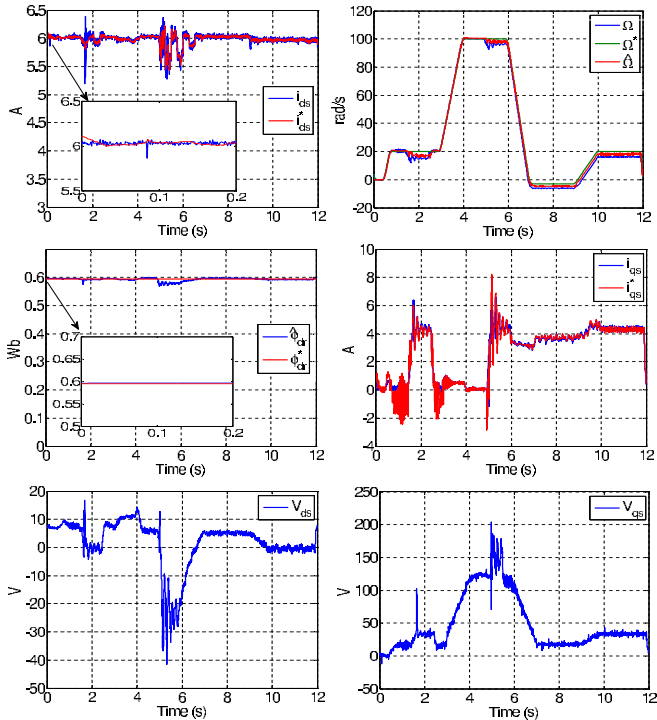 6.5
6
5.5
5
4.5
4
3.5
3
A
6.5
6
5.5
0 0.1 0.2
i_ds
i*_ds
0 2 4 6 8 10 12
Time (s)
100
80
60
40
20
0
-20
rad/s
Ω
Ω*
Ω̂
0 2 4 6 8 10 12
Time (s)
0.7
0.6
0.5
0.4
0.3
0.2
0.1
0
Wb
0.7
0.65
0.6
0.55
0.5
0 0.1 0.2
φ̂_dr
φ*_dr
0 2 4 6 8 10 12
Time (s)
10
8
6
4
2
0
-2
-4
A
i_qs
i*_qs
0 2 4 6 8 10 12
Time (s)
20
10
0
-10
-20
-30
-40
-50
V
V_ds
0 2 4 6 8 10 12
Time (s)
250
200
150
100
50
0
-50
V
V_qs
0 2 4 6 8 10 12
Time (s)